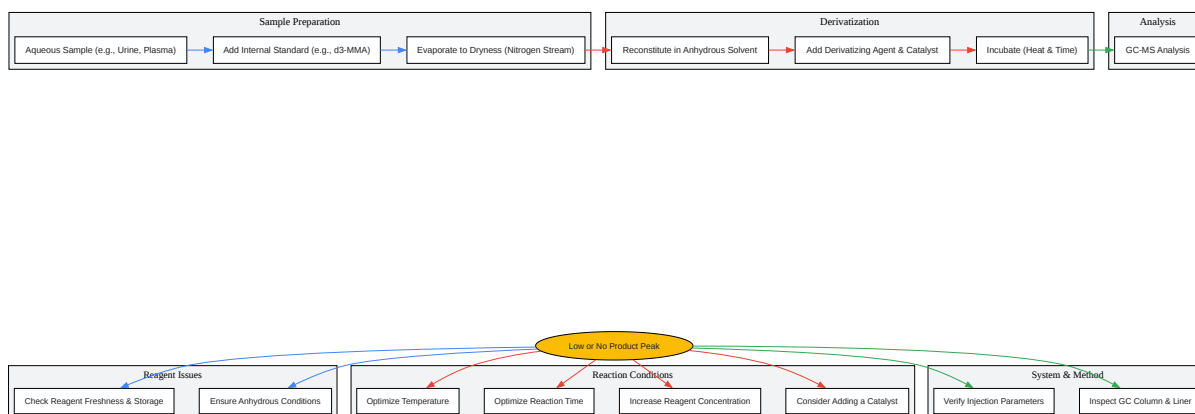 Sample Preparation
Derivatization
Analysis
Aqueous Sample (e.g., Urine, Plasma)
Add Internal Standard (e.g., d3-MMA)
Evaporate to Dryness (Nitrogen Stream)
Reconstitute in Anhydrous Solvent
Add Derivatizing Agent & Catalyst
Incubate (Heat & Time)
GC-MS Analysis
Low or No Product Peak
Reagent Issues
Reaction Conditions
System & Method
Check Reagent Freshness & Storage
Ensure Anhydrous Conditions
Optimize Temperature
Optimize Reaction Time
Increase Reagent Concentration
Consider Adding a Catalyst
Verify Injection Parameters
Inspect GC Column & Liner